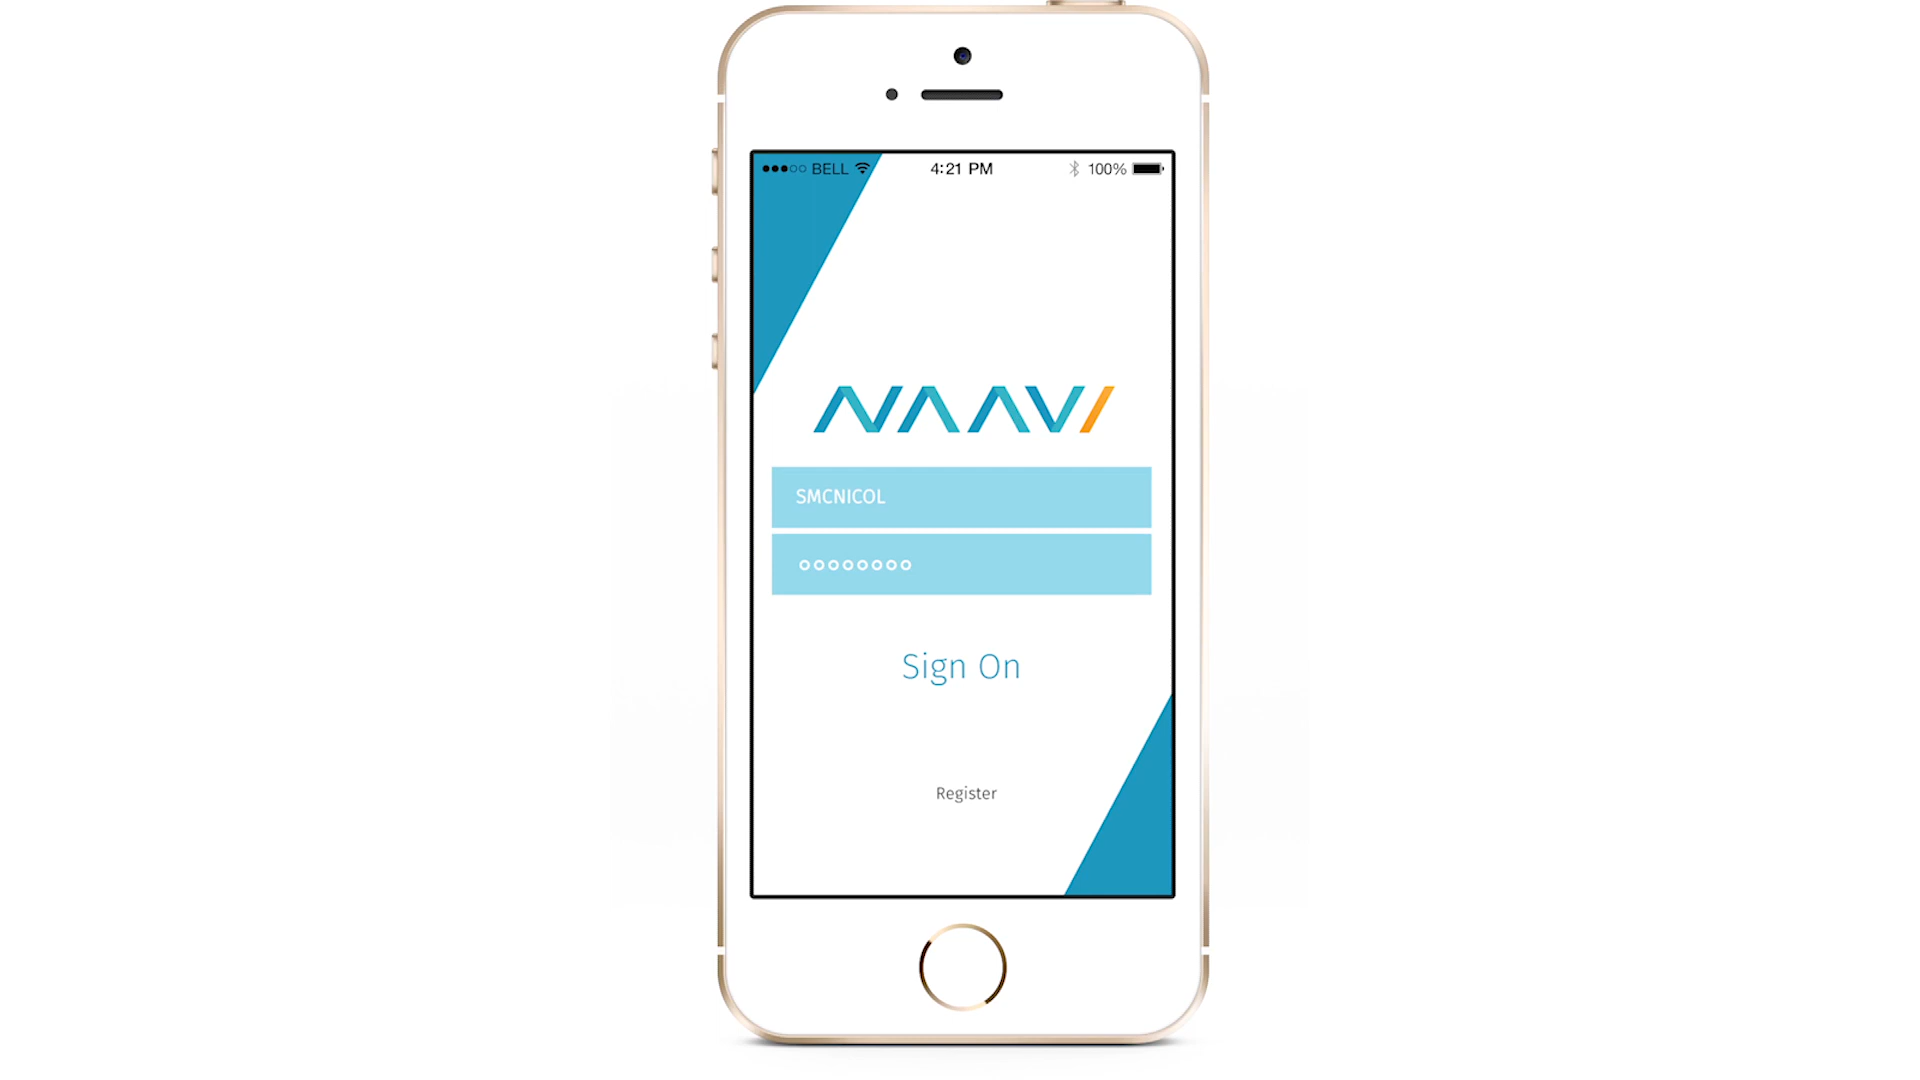 BELL 4:21 PM 100%
NAAVI
SMCNICOL
Sign On
Register